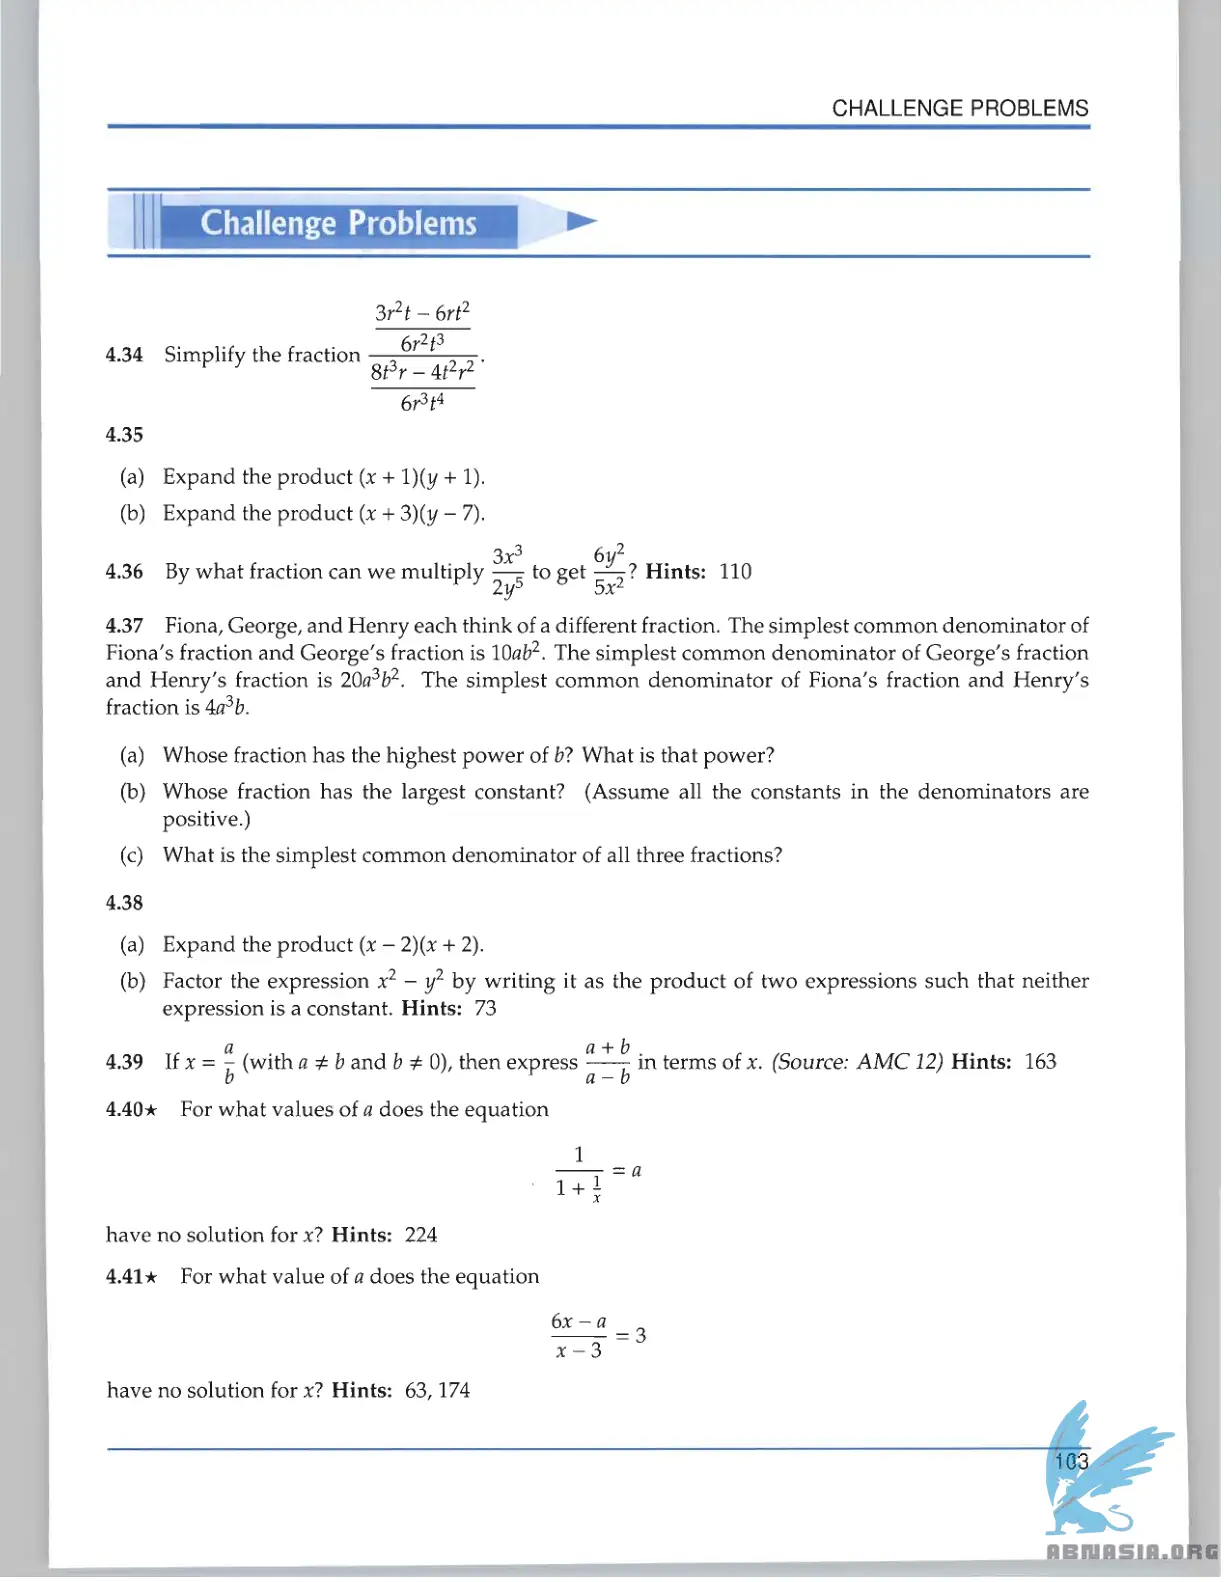 CHALLENGE PROBLEMS
Challenge Problems
4.34 Simplify the fraction \frac{\frac{3r^2t - 6rt^2}{6r^2t^3}}{\frac{8t^3r - 4t^2r^2}{6r^3t^4}}.
4.35
(a) Expand the product (x + 1)(y + 1).
(b) Expand the product (x + 3)(y − 7).
4.36 By what fraction can we multiply \frac{3x^3}{2y^5} to get \frac{6y^2}{5x^2}? Hints: 110
4.37 Fiona, George, and Henry each think of a different fraction. The simplest common denominator of
Fiona's fraction and George's fraction is 10ab². The simplest common denominator of George's fraction
and Henry's fraction is 20a³b². The simplest common denominator of Fiona's fraction and Henry's
fraction is 4a³b.
(a) Whose fraction has the highest power of b? What is that power?
(b) Whose fraction has the largest constant? (Assume all the constants in the denominators are
positive.)
(c) What is the simplest common denominator of all three fractions?
4.38
(a) Expand the product (x − 2)(x + 2).
(b) Factor the expression x² − y² by writing it as the product of two expressions such that neither
expression is a constant. Hints: 73
4.39 If x = \frac{a}{b} (with a ≠ b and b ≠ 0), then express \frac{a + b}{a − b} in terms of x. (Source: AMC 12) Hints: 163
4.40★ For what values of a does the equation
\frac{1}{1 + \frac{1}{x}} = a
have no solution for x? Hints: 224
4.41★ For what value of a does the equation
\frac{6x − a}{x − 3} = 3
have no solution for x? Hints: 63, 174
103
ABNASIA.ORG